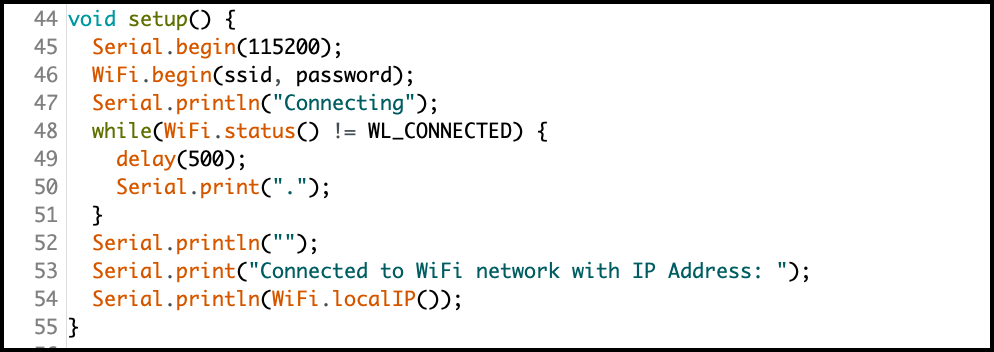 44 void setup() {
45   Serial.begin(115200);
46   WiFi.begin(ssid, password);
47   Serial.println("Connecting");
48   while(WiFi.status() != WL_CONNECTED) {
49     delay(500);
50     Serial.print(".");
51   }
52   Serial.println("");
53   Serial.print("Connected to WiFi network with IP Address: ");
54   Serial.println(WiFi.localIP());
55 }